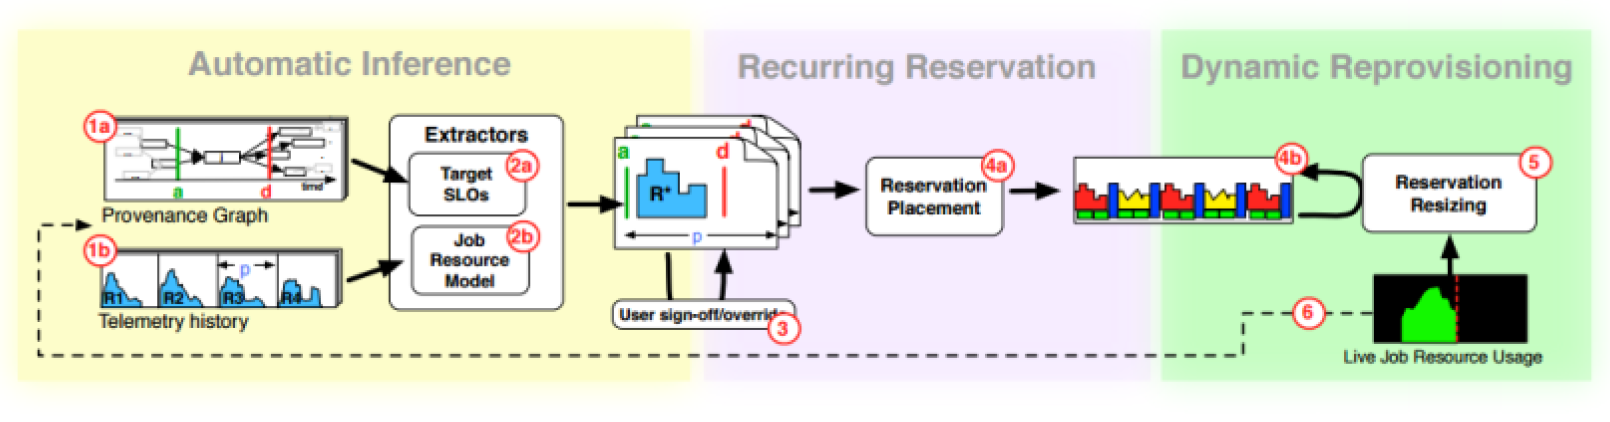 Automatic Inference
Recurring Reservation
Dynamic Reprovisioning
1a
a
d
time
Provenance Graph
1b
p
R1
R2
R3
R4
Telemetry history
Extractors
2a
Target
SLOs
2b
Job
Resource
Model
a
d
R*
p
User sign-off/override
3
4a
Reservation
Placement
4b
5
Reservation
Resizing
6
Live Job Resource Usage